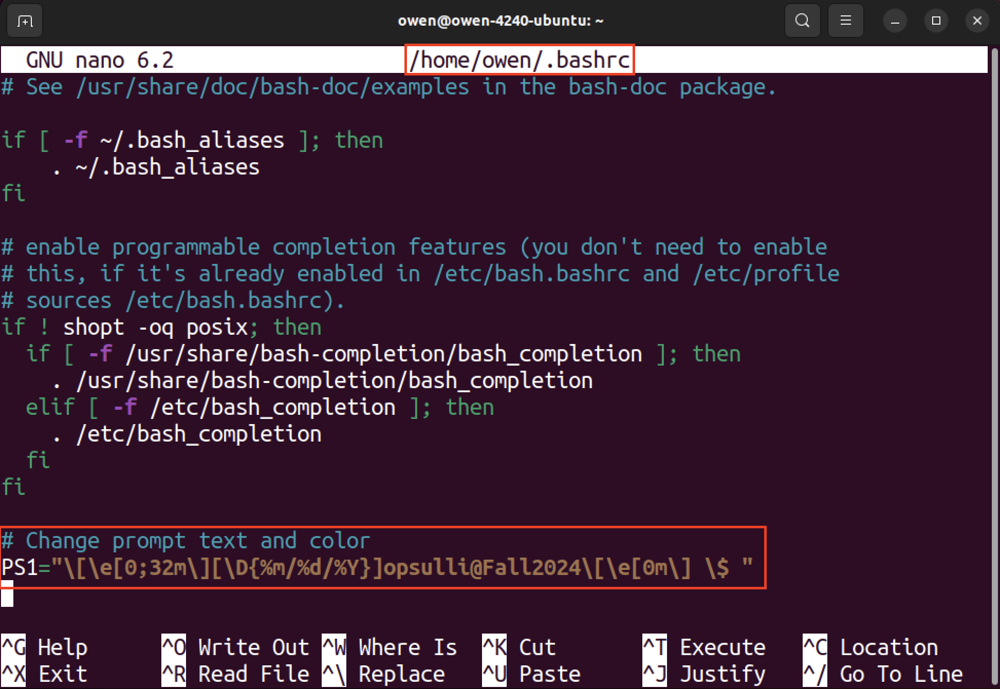 owen@owen-4240-ubuntu: ~
GNU nano 6.2 /home/owen/.bashrc
# See /usr/share/doc/bash-doc/examples in the bash-doc package.

if [ -f ~/.bash_aliases ]; then
    . ~/.bash_aliases
fi

# enable programmable completion features (you don't need to enable
# this, if it's already enabled in /etc/bash.bashrc and /etc/profile
# sources /etc/bash.bashrc).
if ! shopt -oq posix; then
  if [ -f /usr/share/bash-completion/bash_completion ]; then
    . /usr/share/bash-completion/bash_completion
  elif [ -f /etc/bash_completion ]; then
    . /etc/bash_completion
  fi
fi

# Change prompt text and color
PS1="\[\e[0;32m\][\D{%m/%d/%Y}]opsulli@Fall2024\[\e[0m\] \$ "

^G Help ^O Write Out ^W Where Is ^K Cut ^T Execute ^C Location
^X Exit ^R Read File ^\ Replace ^U Paste ^J Justify ^/ Go To Line